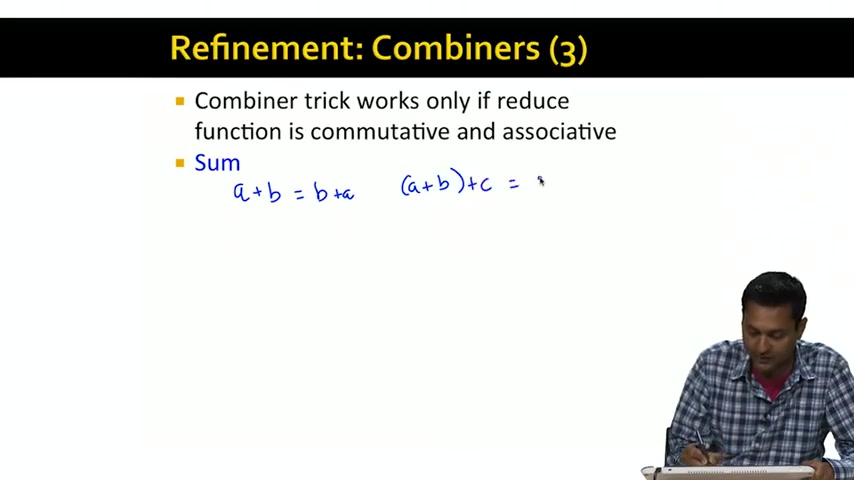 Refinement: Combiners (3)
Combiner trick works only if reduce
function is commutative and associative
Sum
a+b = b+a (a+b)+c =